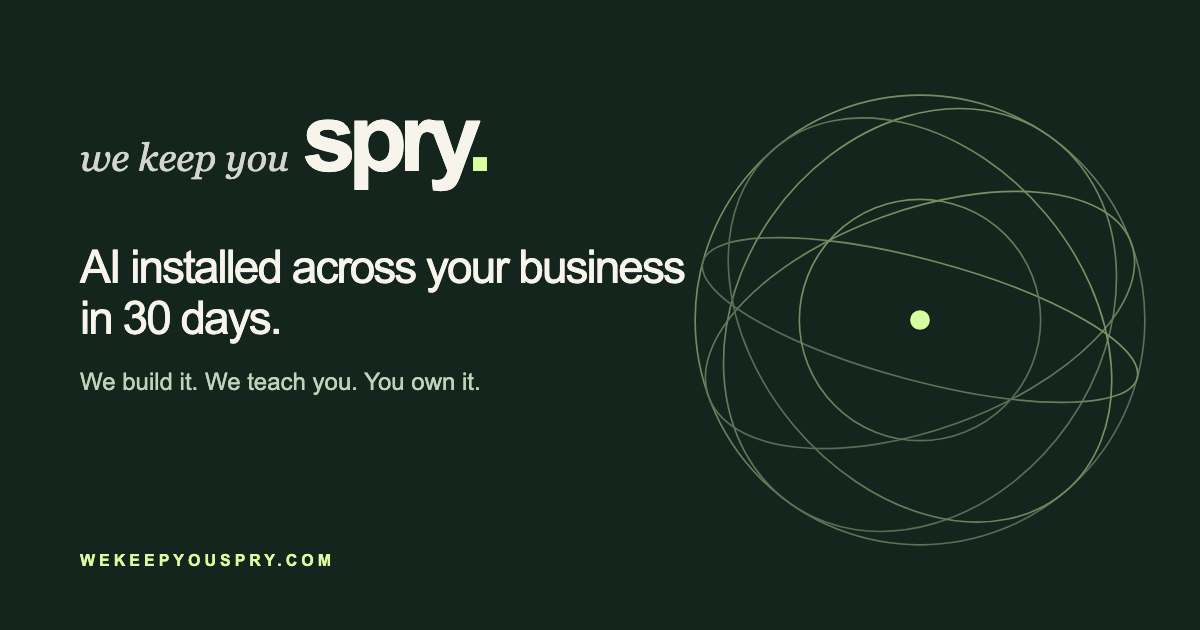 we keep you spry.
AI installed across your business
in 30 days.
We build it. We teach you. You own it.
WEKEEPYOUSPRY.COM